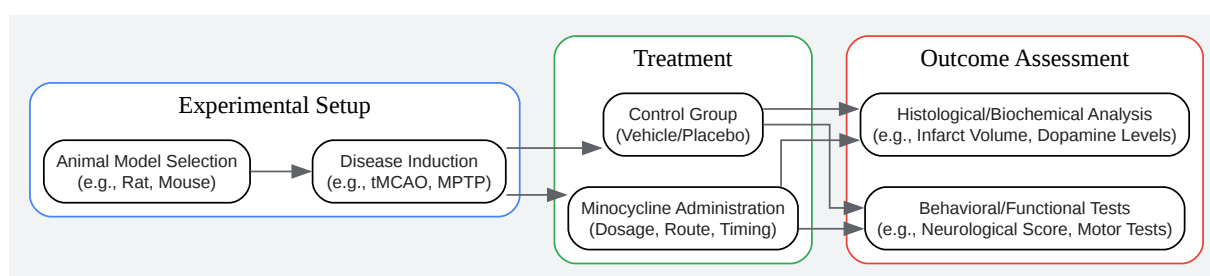 Experimental Setup
Animal Model Selection
(e.g., Rat, Mouse)
Disease Induction
(e.g., tMCAO, MPTP)
Treatment
Control Group
(Vehicle/Placebo)
Minocycline Administration
(Dosage, Route, Timing)
Outcome Assessment
Histological/Biochemical Analysis
(e.g., Infarct Volume, Dopamine Levels)
Behavioral/Functional Tests
(e.g., Neurological Score, Motor Tests)